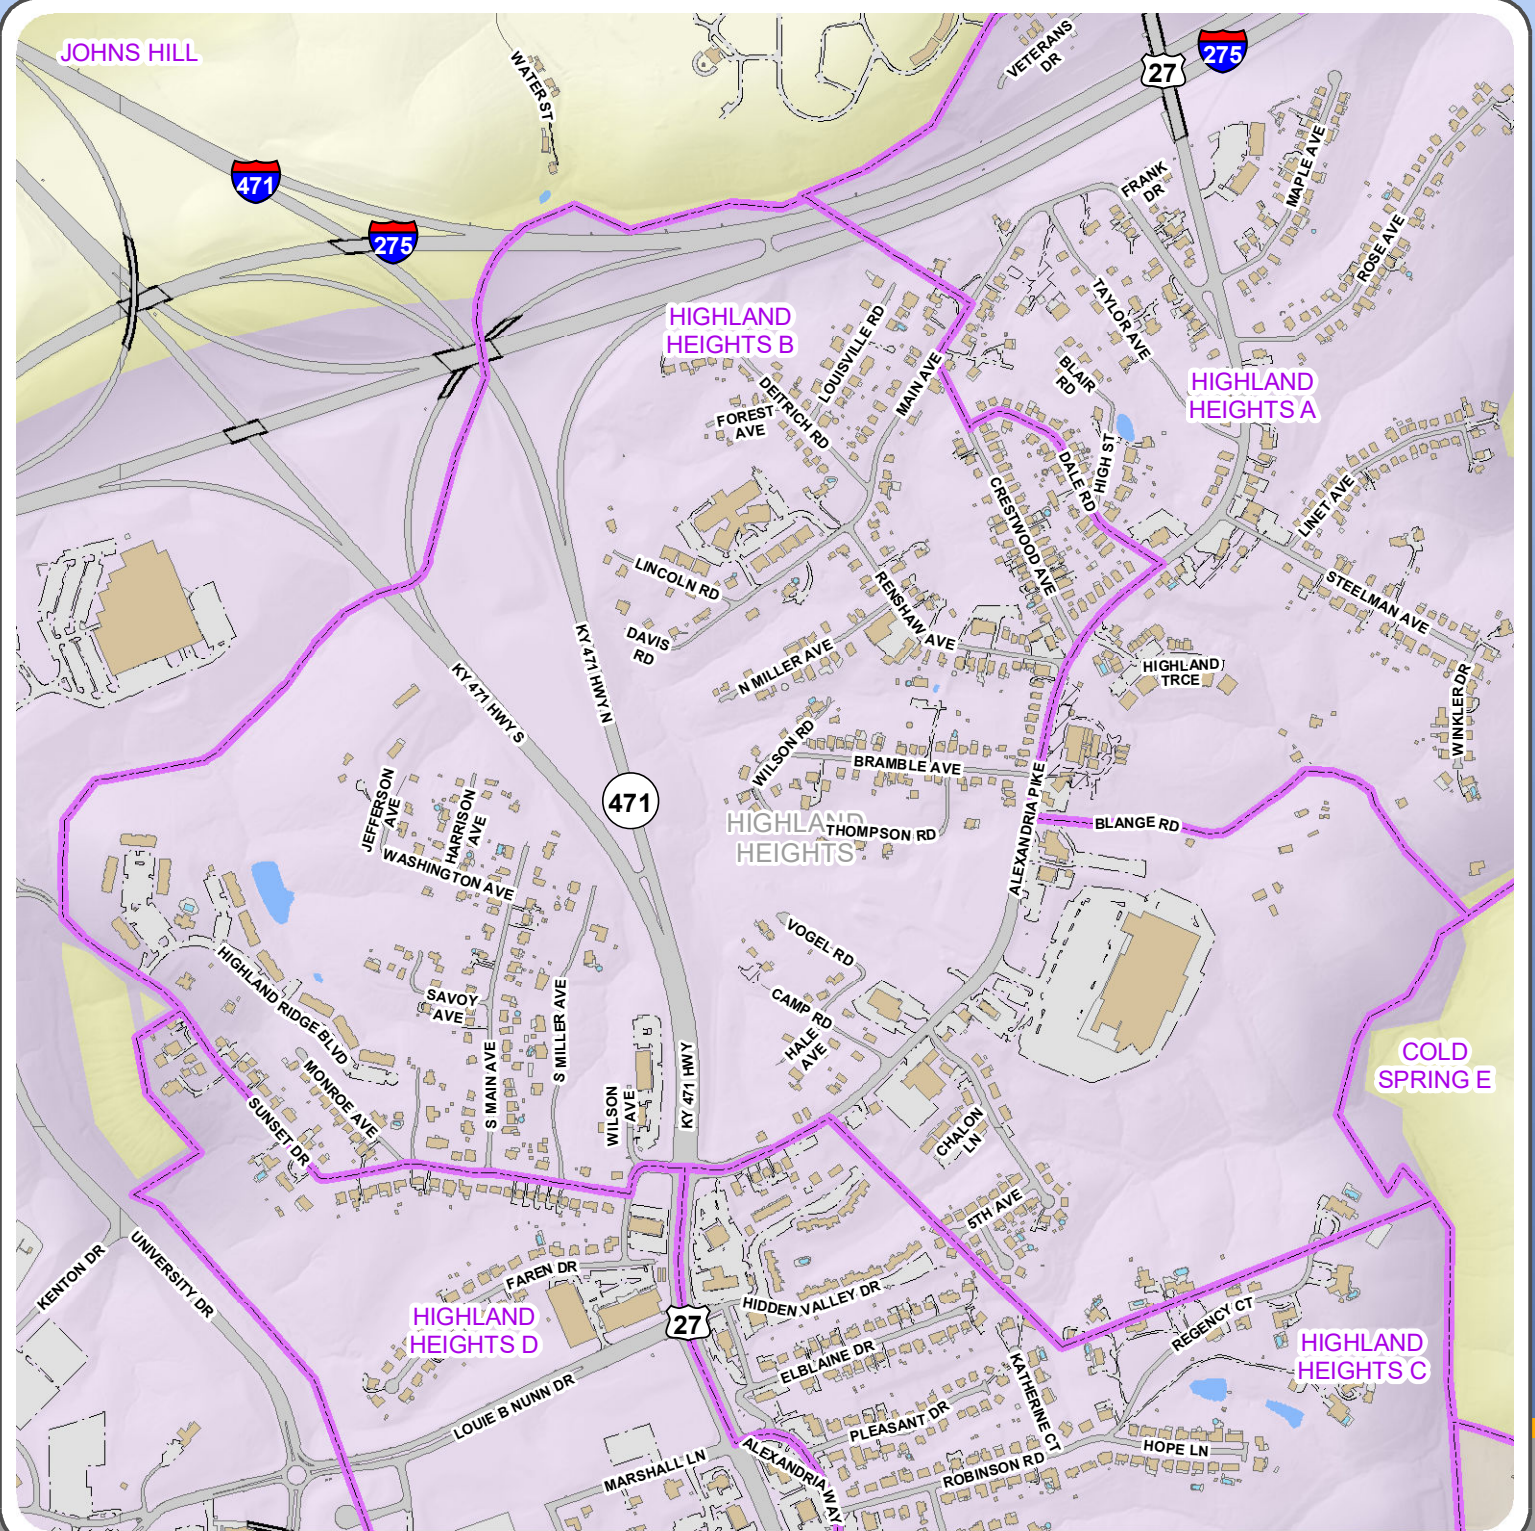 JOHNS HILL
WATER ST
VETERANS
DR
27
275
471
275
FRANK
DR
MAPLE AVE
ROSE AVE
HIGHLAND
HEIGHTS B
LOUISVILLE RD
TAYLOR AVE
MAIN AVE
DEITRICH RD
BLAIR
RD
HIGHLAND
HEIGHTS A
FOREST
AVE
HIGH ST
DALE RD
CRESTWOOD AVE
LINET AVE
LINCOLN RD
RENSHAW AVE
STEELMAN AVE
DAVIS
RD
N MILLER AVE
HIGHLAND
TRCE
KY 471 HWY N
KY 471 HWY S
WINKLER DR
WILSON RD
BRAMBLE AVE
471
JEFFERSON
AVE
HARRISON
AVE
HIGHLAND
HEIGHTS
THOMPSON RD
ALEXANDRIA PIKE
BLANGE RD
WASHINGTON AVE
VOGEL RD
HIGHLAND RIDGE BLVD
SAVOY
AVE
S MILLER AVE
CAMP RD
HALE
AVE
COLD
SPRING E
MONROE AVE
S MAIN AVE
KY 471 HWY
WILSON
AVE
SUNSET DR
CHALON
LN
5TH AVE
KENTON DR
UNIVERSITY DR
FAREN DR
HIDDEN VALLEY DR
HIGHLAND
HEIGHTS D
27
REGENCY CT
HIGHLAND
HEIGHTS C
ELBLAINE DR
KATHERINE CT
LOUIE B NUNN DR
PLEASANT DR
HOPE LN
MARSHALL LN
ALEXANDRIA WAY
ROBINSON RD